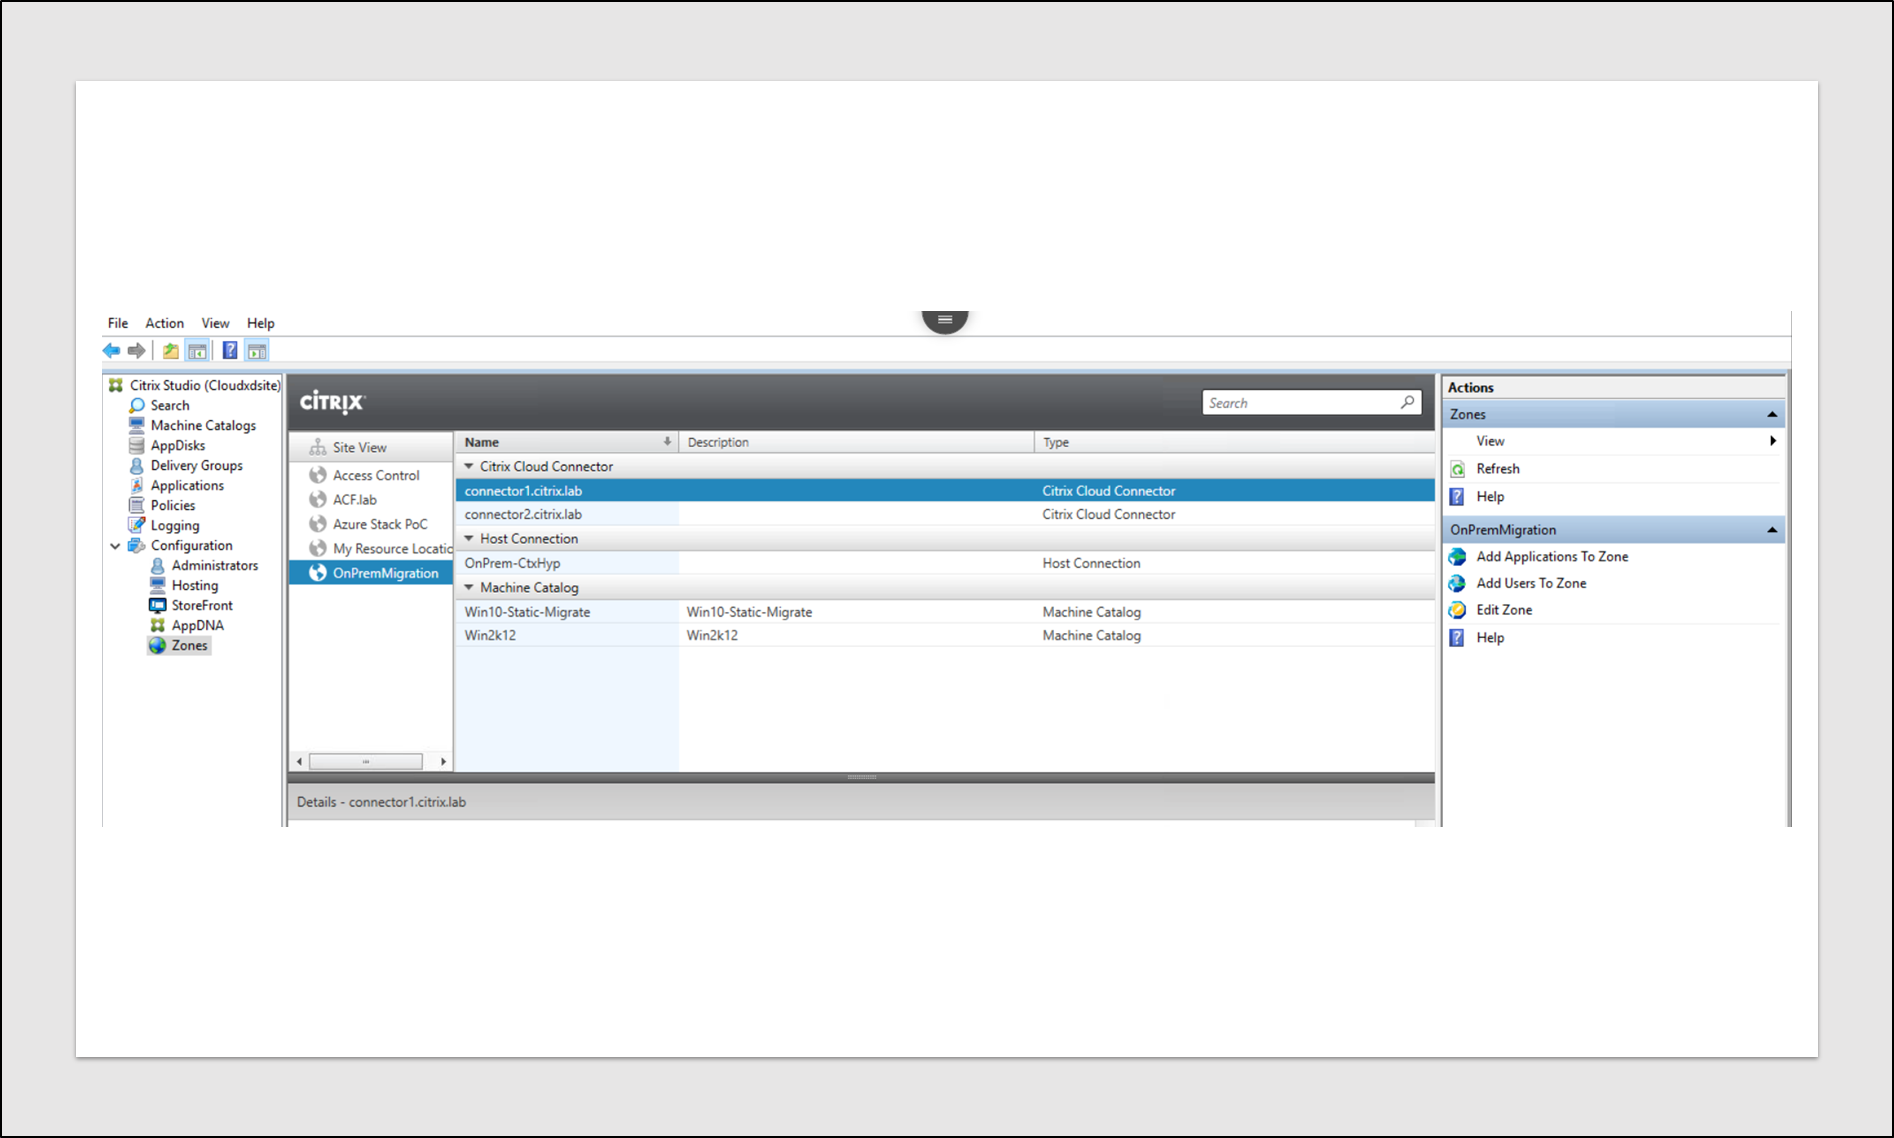 File Action View Help
Citrix Studio (Cloudxdsite)
Search
Machine Catalogs
AppDisks
Delivery Groups
Applications
Policies
Logging
Configuration
Administrators
Hosting
StoreFront
AppDNA
Zones
CITRIX
Search
Site View
Access Control
ACF.lab
Azure Stack PoC
My Resource Locatic
OnPremMigration
Name Description Type
Citrix Cloud Connector
connector1.citrix.lab Citrix Cloud Connector
connector2.citrix.lab Citrix Cloud Connector
Host Connection
OnPrem-CtxHyp Host Connection
Machine Catalog
Win10-Static-Migrate Win10-Static-Migrate Machine Catalog
Win2k12 Win2k12 Machine Catalog
Details - connector1.citrix.lab
Actions
Zones
View
Refresh
Help
OnPremMigration
Add Applications To Zone
Add Users To Zone
Edit Zone
Help